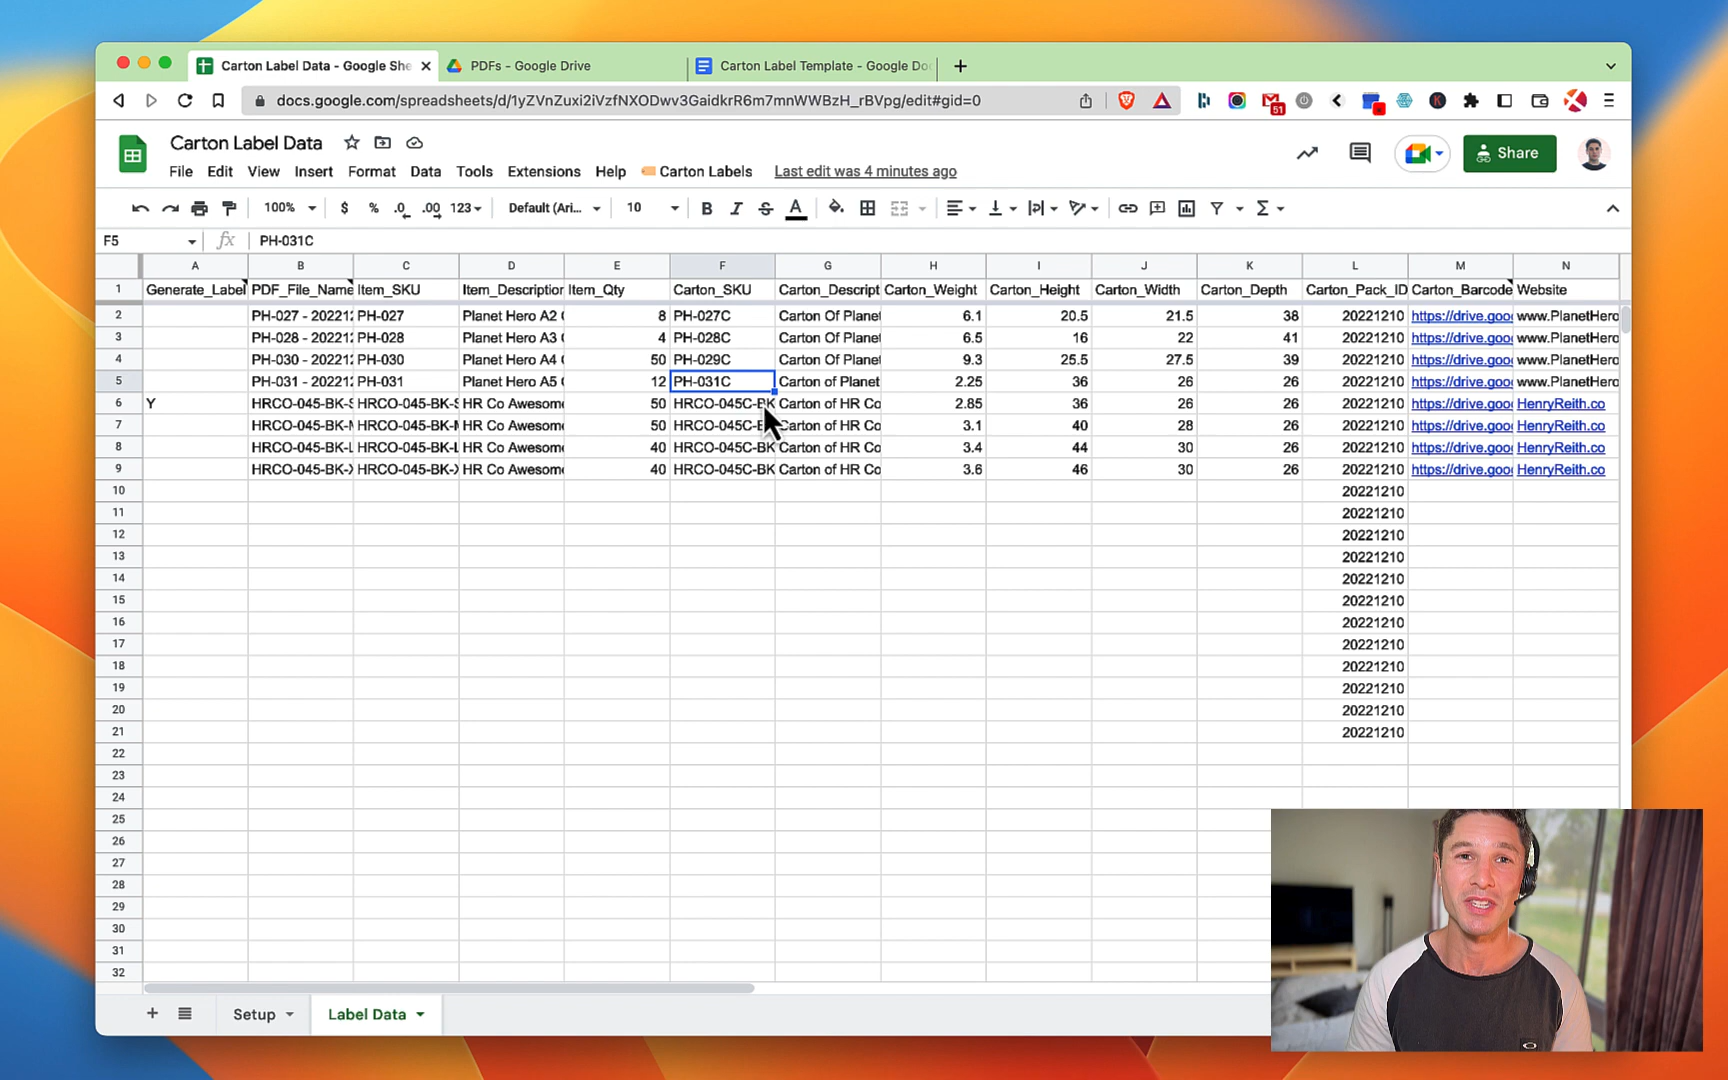 Carton Label Data - Google She
PDFs - Google Drive
Carton Label Template - Google Doc
docs.google.com/spreadsheets/d/1yZVnZuxi2iVzfNXODwv3GaidkrR6m7mnWWBzH_rBVpg/edit#gid=0
51
Carton Label Data
Share
File Edit View Insert Format Data Tools Extensions Help Carton Labels Last edit was 4 minutes ago
100% $ % .0 .00 123 Default (Ari... 10 B I S A
F5 fx PH-031C
A B C D E F G H I J K L M N
1 Generate_Label PDF_File_Name Item_SKU Item_Description Item_Qty Carton_SKU Carton_Descript Carton_Weight Carton_Height Carton_Width Carton_Depth Carton_Pack_ID Carton_Barcode Website
2 PH-027 - 202212 PH-027 Planet Hero A2 8 PH-027C Carton Of Planet 6.1 20.5 21.5 38 20221210 https://drive.goo www.PlanetHero
3 PH-028 - 202212 PH-028 Planet Hero A3 4 PH-028C Carton Of Planet 6.5 16 22 41 20221210 https://drive.goo www.PlanetHero
4 PH-030 - 202212 PH-030 Planet Hero A4 50 PH-029C Carton Of Planet 9.3 25.5 27.5 39 20221210 https://drive.goo www.PlanetHero
5 PH-031 - 202212 PH-031 Planet Hero A5 12 PH-031C Carton of Planet 2.25 36 26 26 20221210 https://drive.goo www.PlanetHero
6 Y HRCO-045-BK-S HRCO-045-BK-S HR Co Awesom 50 HRCO-045C-BK Carton of HR Co 2.85 36 26 26 20221210 https://drive.goo HenryReith.co
7 HRCO-045-BK-M HRCO-045-BK-M HR Co Awesom 50 HRCO-045C-BK Carton of HR Co 3.1 40 28 26 20221210 https://drive.goo HenryReith.co
8 HRCO-045-BK-L HRCO-045-BK-L HR Co Awesom 40 HRCO-045C-BK Carton of HR Co 3.4 44 30 26 20221210 https://drive.goo HenryReith.co
9 HRCO-045-BK-X HRCO-045-BK-X HR Co Awesom 40 HRCO-045C-BK Carton of HR Co 3.6 46 30 26 20221210 https://drive.goo HenryReith.co
10 20221210
11 20221210
12 20221210
13 20221210
14 20221210
15 20221210
16 20221210
17 20221210
18 20221210
19 20221210
20 20221210
21 20221210
22
23
24
25
26
27
28
29
30
31
32
Setup
Label Data